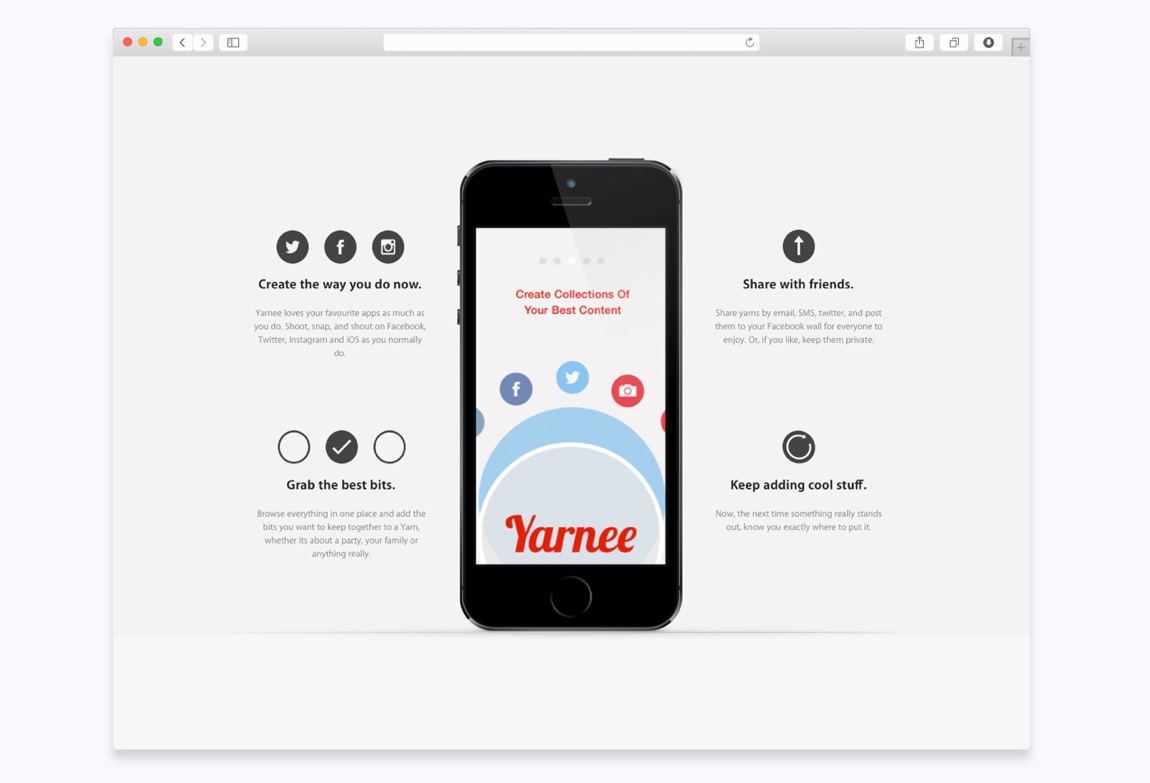 Create the way you do now.
Yarnee loves your favourite apps as much as
you do. Shoot, snap, and shout on Facebook,
Twitter, Instagram and iOS as you normally
do.
Grab the best bits.
Browse everything in one place and add the
bits you want to keep together to a Yarn,
whether its about a party, your family or
anything really.
Create Collections Of
Your Best Content
Yarnee
Share with friends.
Share yarns by email, SMS, twitter, and post
them to your Facebook wall for everyone to
enjoy. Or, if you like, keep them private.
Keep adding cool stuff.
Now, the next time something really stands
out, know you exactly where to put it.